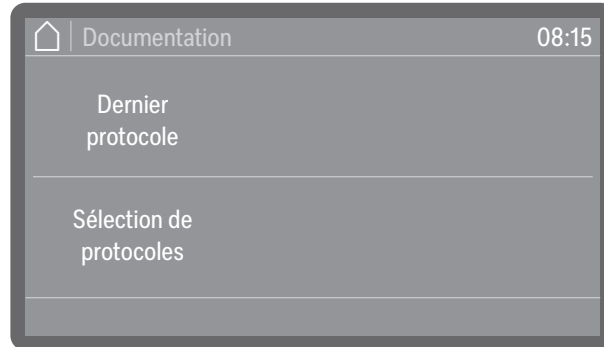 Documentation 08:15
Dernier
protocole
Sélection de
protocoles